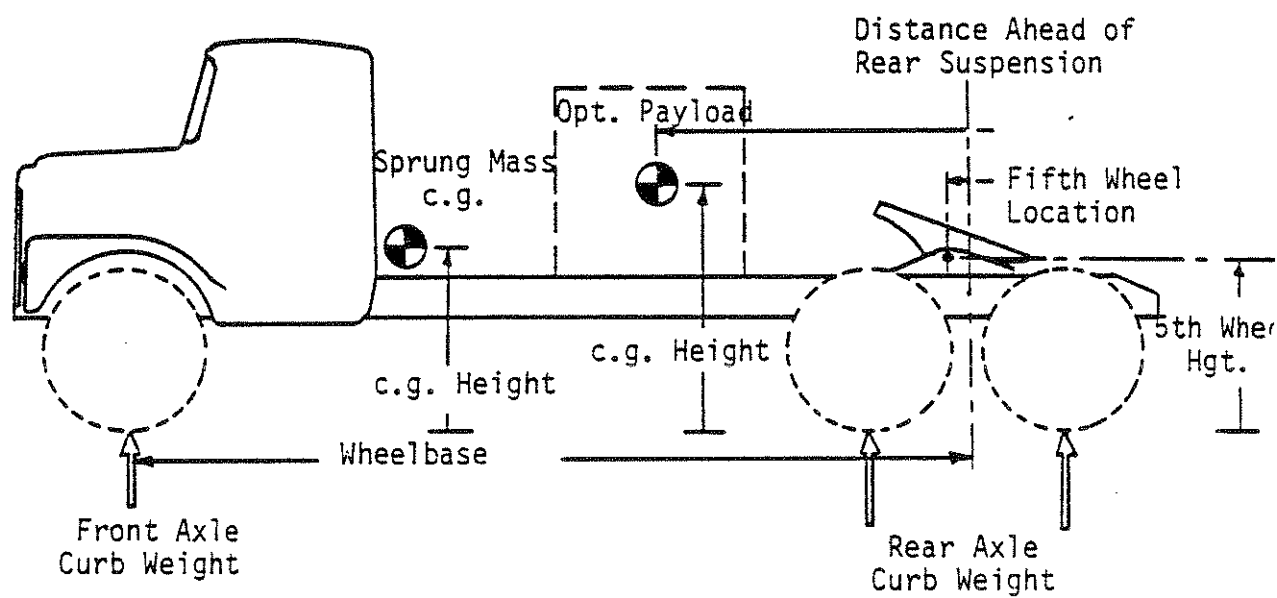 Distance Ahead of
Rear Suspension
Opt. Payload
Sprung Mass
c.g.
Fifth Wheel
Location
5th
Hgt.
c.g. Height
c.g. Height
Wheelbase
Front Axle
Curb Weight
Rear Axle
Curb Weight